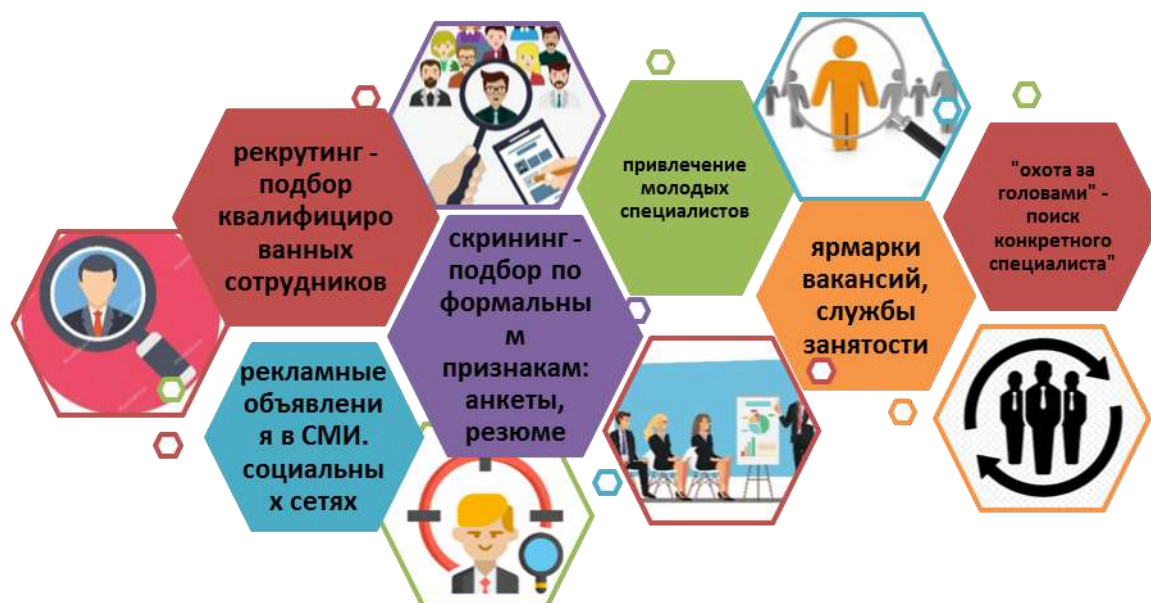 рекрутинг -
подбор
квалифициро
ванных
сотрудников
рекламные
объявлени
я в СМИ.
социальны
х сетях
скрининг -
подбор по
формальны
м
признакам:
анкеты,
резюме
привлечение
молодых
специалистов
ярмарки
вакансий,
службы
занятости
"охота за
головами" -
поиск
конкретного
специалиста"